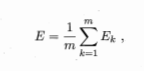 E = \frac{1}{m} \sum_{k=1}^{m} E_k ,